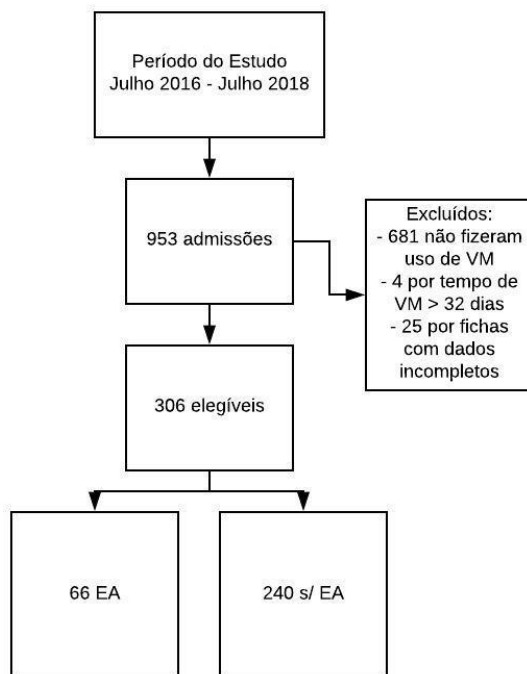 Período do Estudo
Julho 2016 - Julho 2018
953 admissões
Excluídos:
- 681 não fizeram
uso de VM
- 4 por tempo de
VM > 32 dias
- 25 por fichas
com dados
incompletos
306 elegíveis
66 EA
240 s/ EA